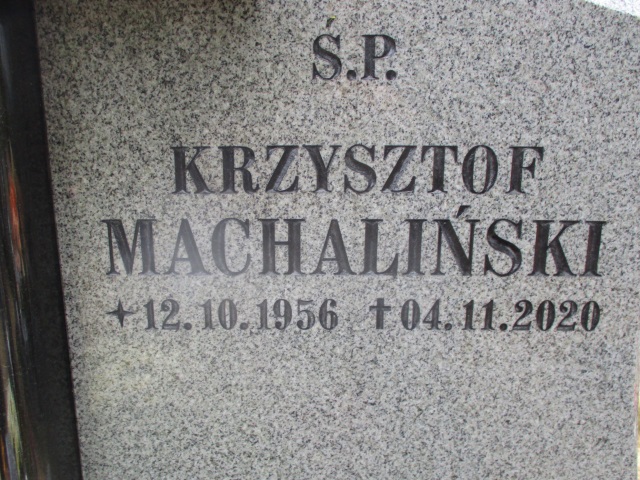 Ś.P.
KRZYSZTOF
MACHALIŃSKI
✦12.10.1956 ✝04.11.2020